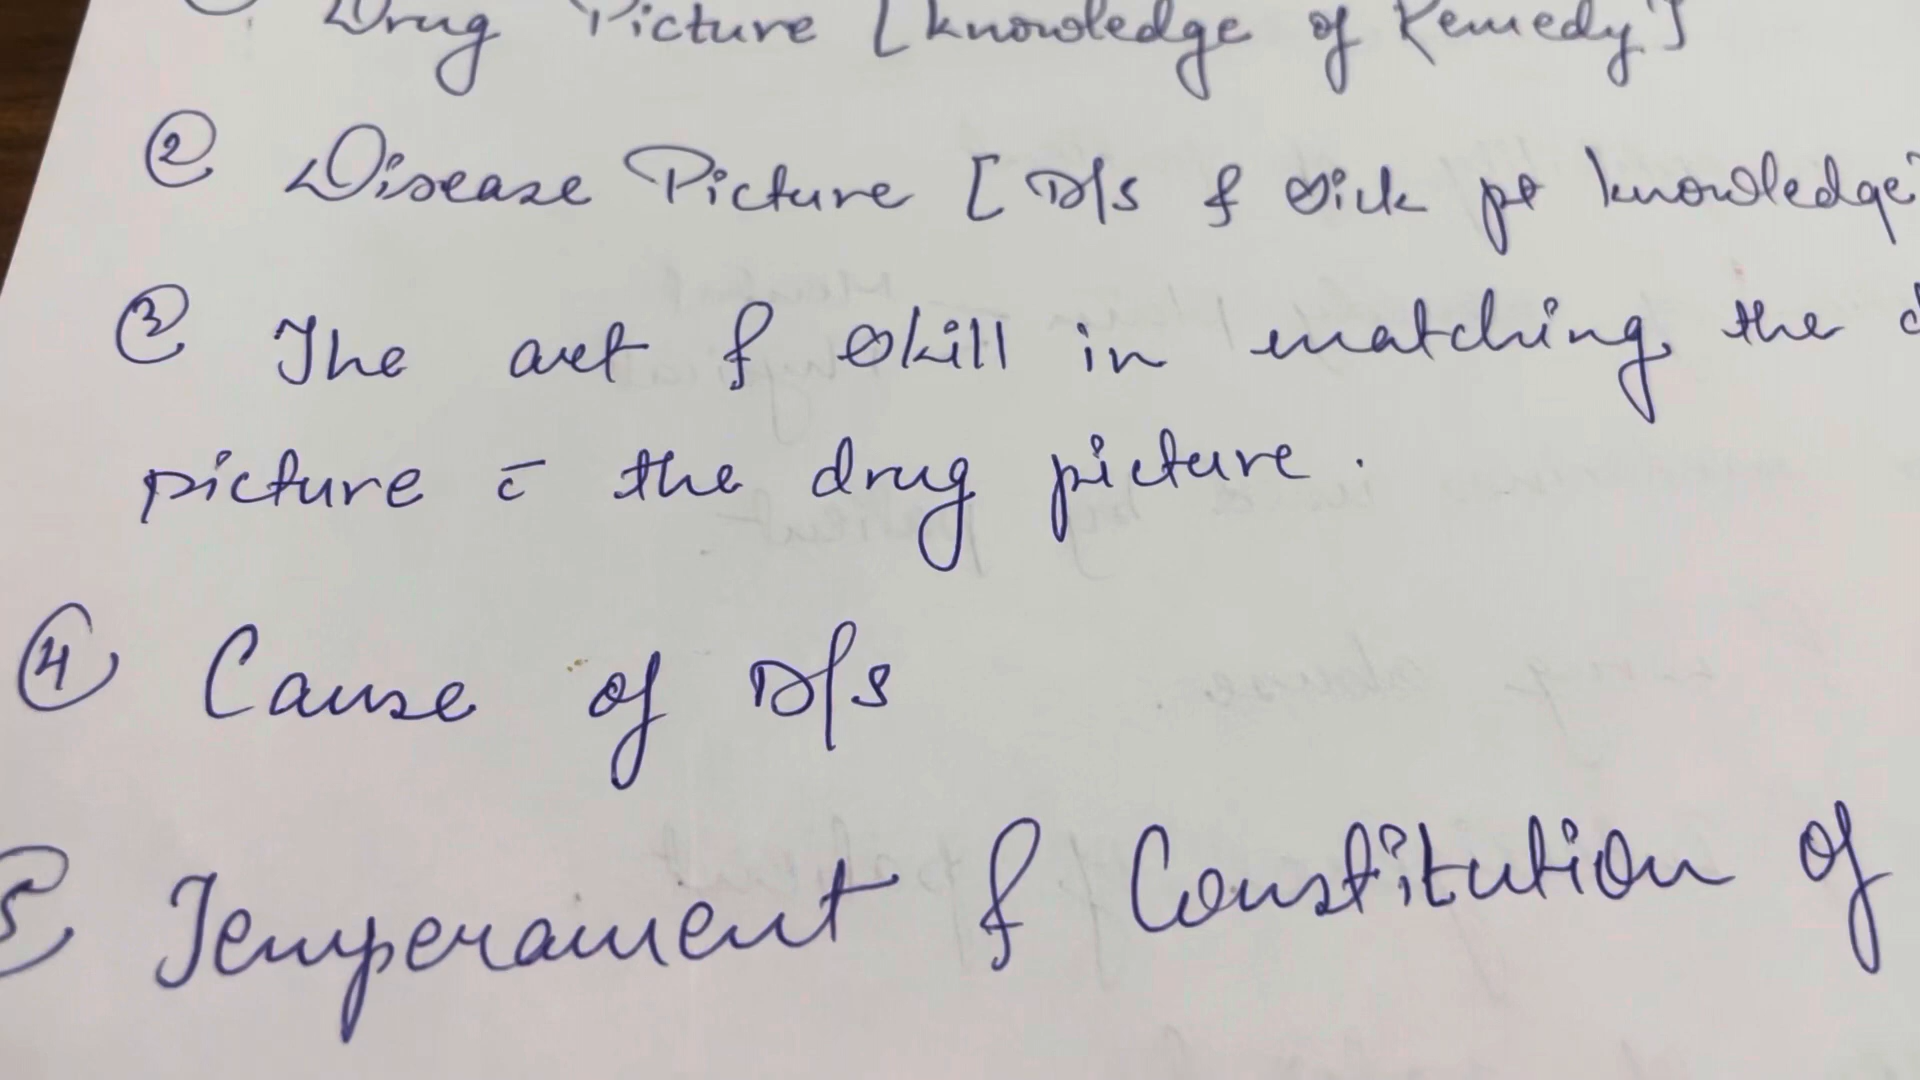 Drug Picture [knowledge of Remedy]
② Disease Picture [D/s & sick pt knowledge]
③ The art & skill in matching the
picture c̄ the drug picture.
④ Cause of D/s
⑤ Temperament & Constitution of